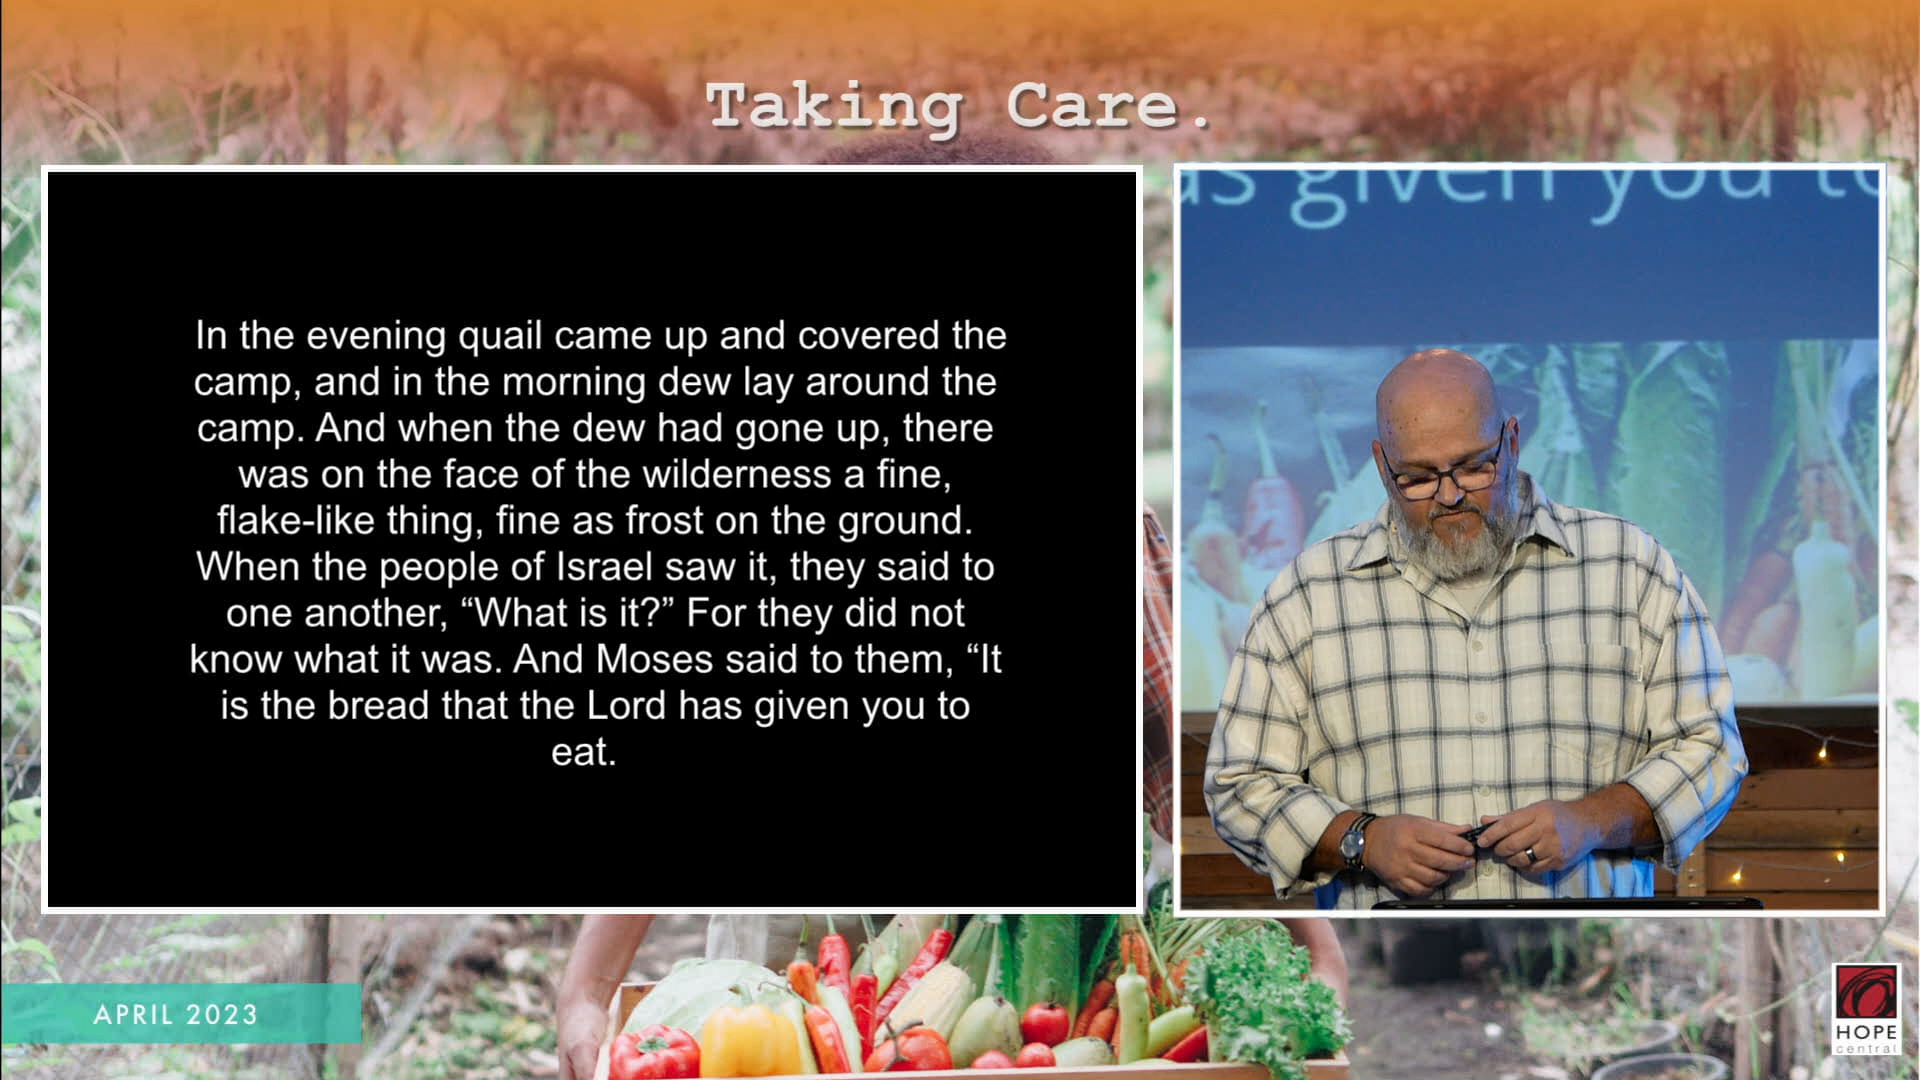 Taking Care.
In the evening quail came up and covered the
camp, and in the morning dew lay around the
camp. And when the dew had gone up, there
was on the face of the wilderness a fine,
flake-like thing, fine as frost on the ground.
When the people of Israel saw it, they said to
one another, “What is it?” For they did not
know what it was. And Moses said to them, “It
is the bread that the Lord has given you to
eat.
as given you to
APRIL 2023
HOPE
central